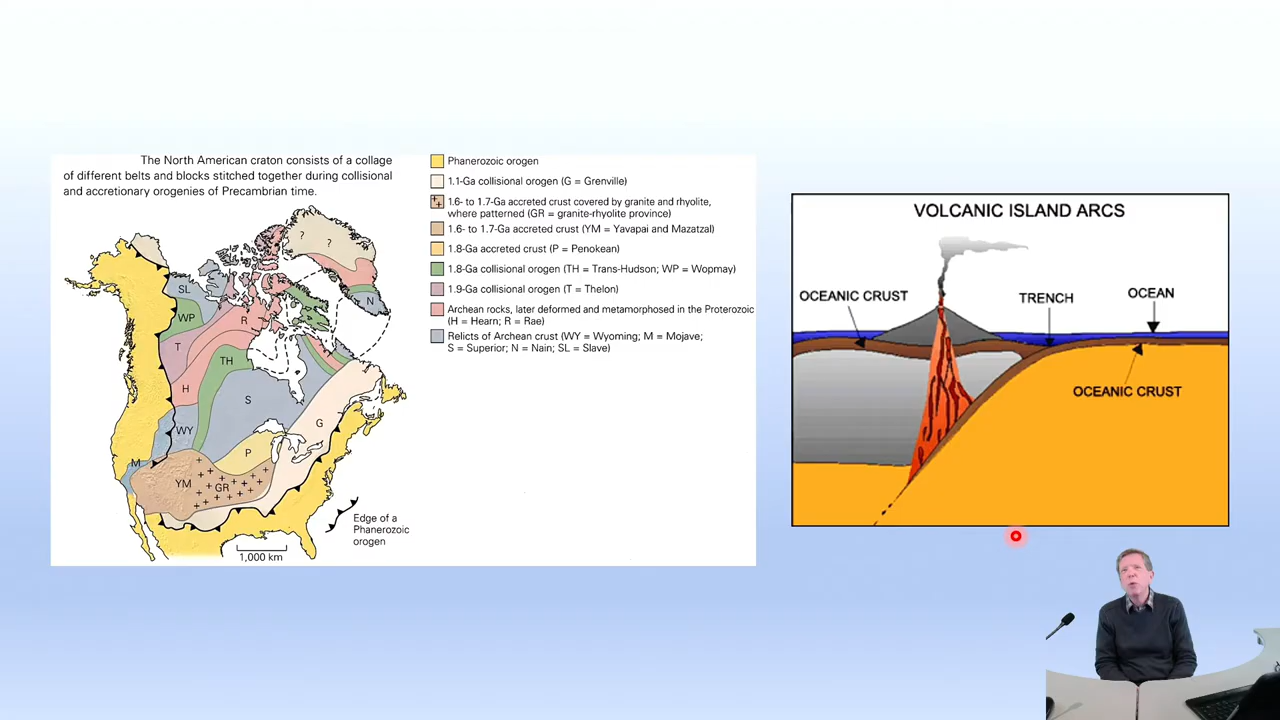 The North American craton consists of a collage
of different belts and blocks stitched together during collisional
and accretionary orogenies of Precambrian time.
Phanerozoic orogen
1.1-Ga collisional orogen (G = Grenville)
1.6- to 1.7-Ga accreted crust covered by granite and rhyolite,
where patterned (GR = granite-rhyolite province)
1.6- to 1.7-Ga accreted crust (YM = Yavapai and Mazatzal)
1.8-Ga accreted crust (P = Penokean)
1.8-Ga collisional orogen (TH = Trans-Hudson; WP = Wopmay)
1.9-Ga collisional orogen (T = Thelon)
Archean rocks, later deformed and metamorphosed in the Proterozoic
(H = Hearn; R = Rae)
Relicts of Archean crust (WY = Wyoming; M = Mojave;
S = Superior; N = Nain; SL = Slave)
? ?
SL
N
WP
R
T
TH
H
S
WY
G
P
M
YM
GR
Edge of a
Phanerozoic
orogen
1,000 km
VOLCANIC ISLAND ARCS
OCEANIC CRUST
TRENCH
OCEAN
OCEANIC CRUST